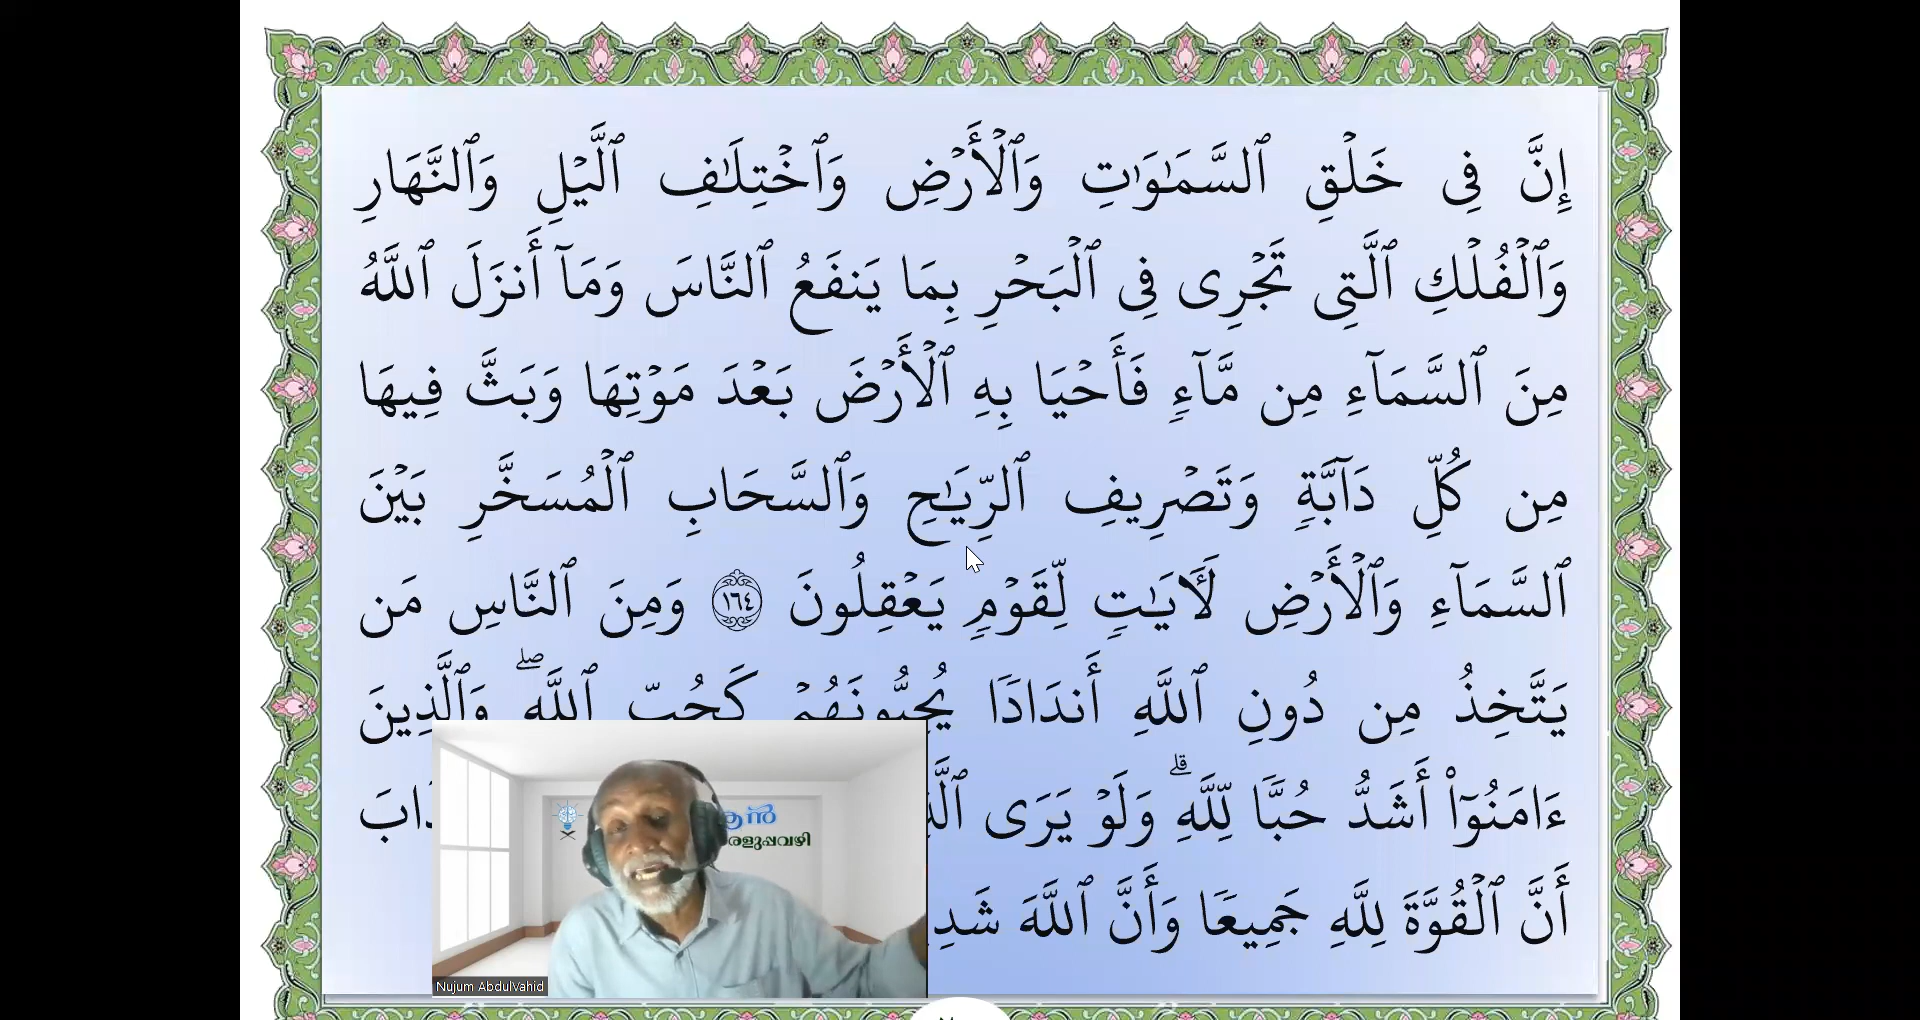 إِنَّ فِى خَلْقِ ٱلسَّمَٰوَٰتِ وَٱلْأَرْضِ وَٱخْتِلَٰفِ ٱلَّيْلِ وَٱلنَّهَارِ
وَٱلْفُلْكِ ٱلَّتِى تَجْرِى فِى ٱلْبَحْرِ بِمَا يَنفَعُ ٱلنَّاسَ وَمَآ أَنزَلَ ٱللَّهُ
مِنَ ٱلسَّمَآءِ مِن مَّآءٍ فَأَحْيَا بِهِ ٱلْأَرْضَ بَعْدَ مَوْتِهَا وَبَثَّ فِيهَا
مِن كُلِّ دَآبَّةٍ وَتَصْرِيفِ ٱلرِّيَٰحِ وَٱلسَّحَابِ ٱلْمُسَخَّرِ بَيْنَ
ٱلسَّمَآءِ وَٱلْأَرْضِ لَءَايَٰتٍ لِّقَوْمٍ يَعْقِلُونَ ١٦٤ وَمِنَ ٱلنَّاسِ مَن
يَتَّخِذُ مِن دُونِ ٱللَّهِ أَندَادًا يُحِبُّونَهُمْ كَحُبِّ ٱللَّهِ ۖ وَٱلَّذِينَ
ءَامَنُوٓا۟ أَشَدُّ حُبًّا لِّلَّهِ ۗ وَلَوْ يَرَى
أَنَّ ٱلْقُوَّةَ لِلَّهِ جَمِيعًا وَأَنَّ ٱللَّهَ
Nujum AbdulVahid